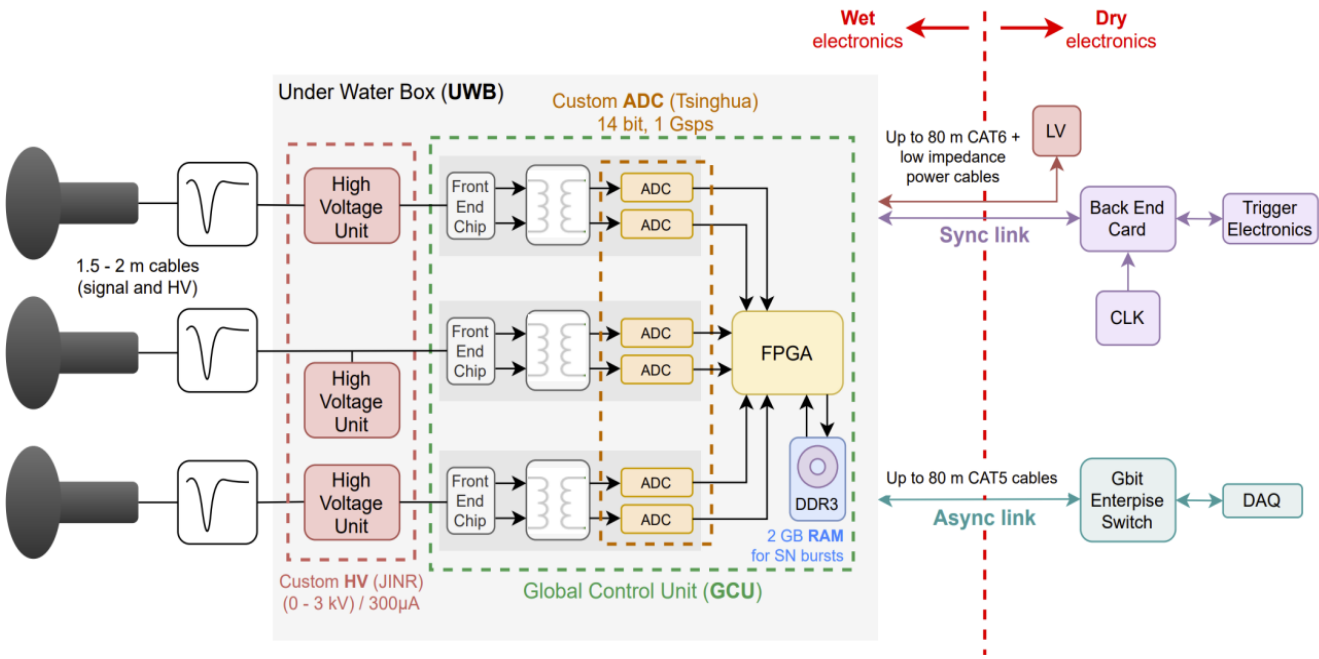 Wet
electronics
Dry
electronics
Under Water Box (UWB)
Custom ADC (Tsinghua)
14 bit, 1 Gsps
Up to 80 m CAT6 +
low impedance
power cables
LV
High
Voltage
Unit
Front
End
Chip
ADC
ADC
Sync link
Back End
Card
Trigger
Electronics
CLK
1.5 - 2 m cables
(signal and HV)
High
Voltage
Unit
Front
End
Chip
ADC
ADC
FPGA
High
Voltage
Unit
Front
End
Chip
ADC
ADC
DDR3
2 GB RAM
for SN bursts
Up to 80 m CAT5 cables
Async link
Gbit
Enterpise
Switch
DAQ
Custom HV (JINR)
(0 - 3 kV) / 300µA
Global Control Unit (GCU)